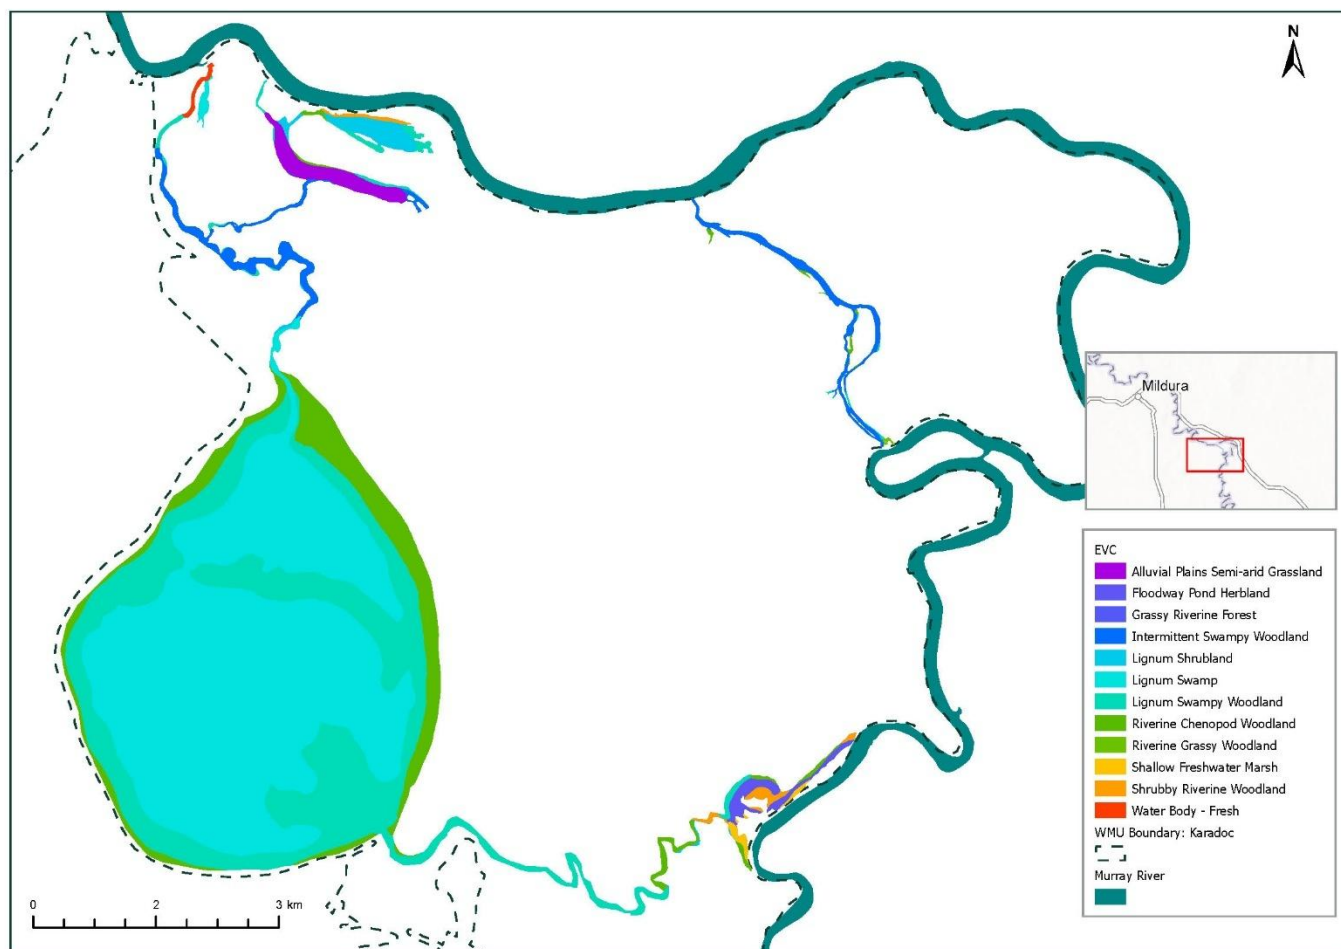 N
Mildura
EVC
Alluvial Plains Semi-arid Grassland
Floodway Pond Herbland
Grassy Riverine Forest
Intermittent Swampy Woodland
Lignum Shrubland
Lignum Swamp
Lignum Swampy Woodland
Riverine Chenopod Woodland
Riverine Grassy Woodland
Shallow Freshwater Marsh
Shrubby Riverine Woodland
Water Body - Fresh
WMU Boundary: Karadoc
Murray River
0 2 3 km